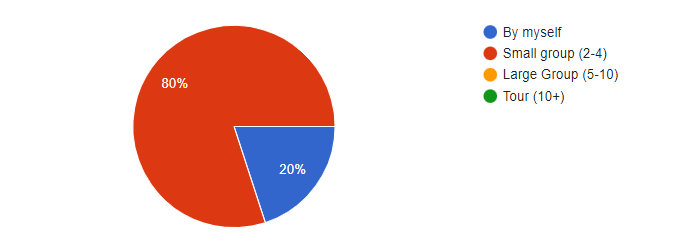 80%
20%
By myself
Small group (2-4)
Large Group (5-10)
Tour (10+)